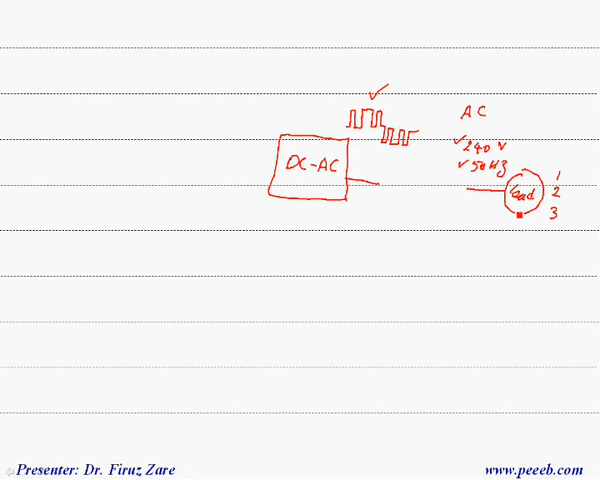 AC
240 V
DC-AC
50 Hz
Load
1
2
3
Presenter: Dr. Firuz Zare
www.peeeb.com